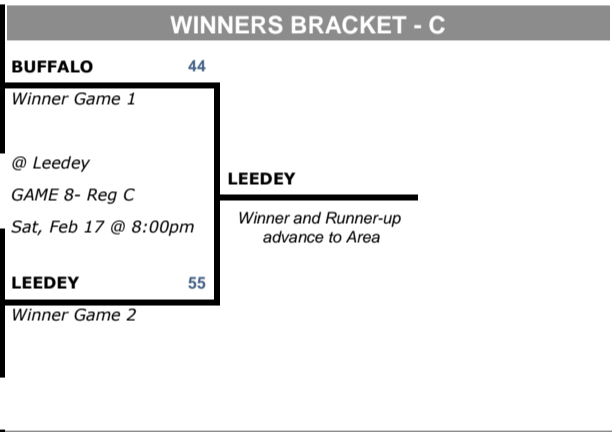 WINNERS BRACKET - C
BUFFALO 44
Winner Game 1
@ Leedey
GAME 8- Reg C
Sat, Feb 17 @ 8:00pm
LEEDEY
Winner and Runner-up
advance to Area
LEEDEY 55
Winner Game 2